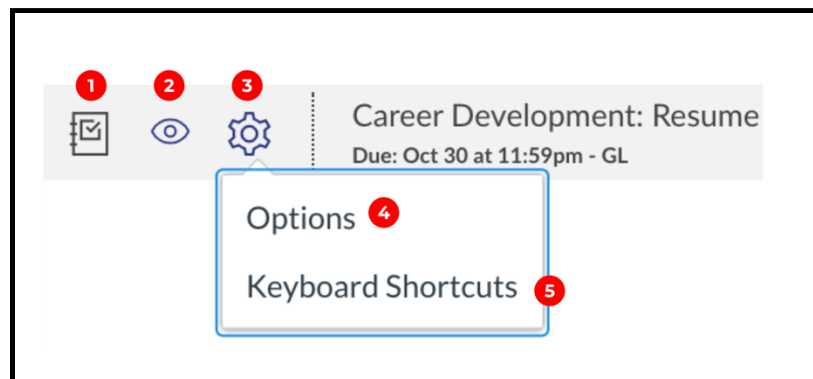 1 2 3
Career Development: Resume
Due: Oct 30 at 11:59pm - GL
Options 4
Keyboard Shortcuts 5